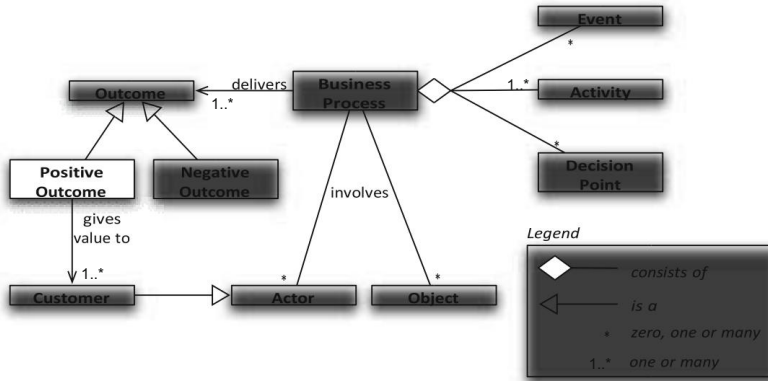 Event
*
Outcome
delivers
1..*
Business
Process
1..*
Activity
*
Decision
Point
Positive
Outcome
Negative
Outcome
involves
gives
value to
1..*
Customer
*
Actor
*
Object
Legend
consists of
is a
* zero, one or many
1..* one or many